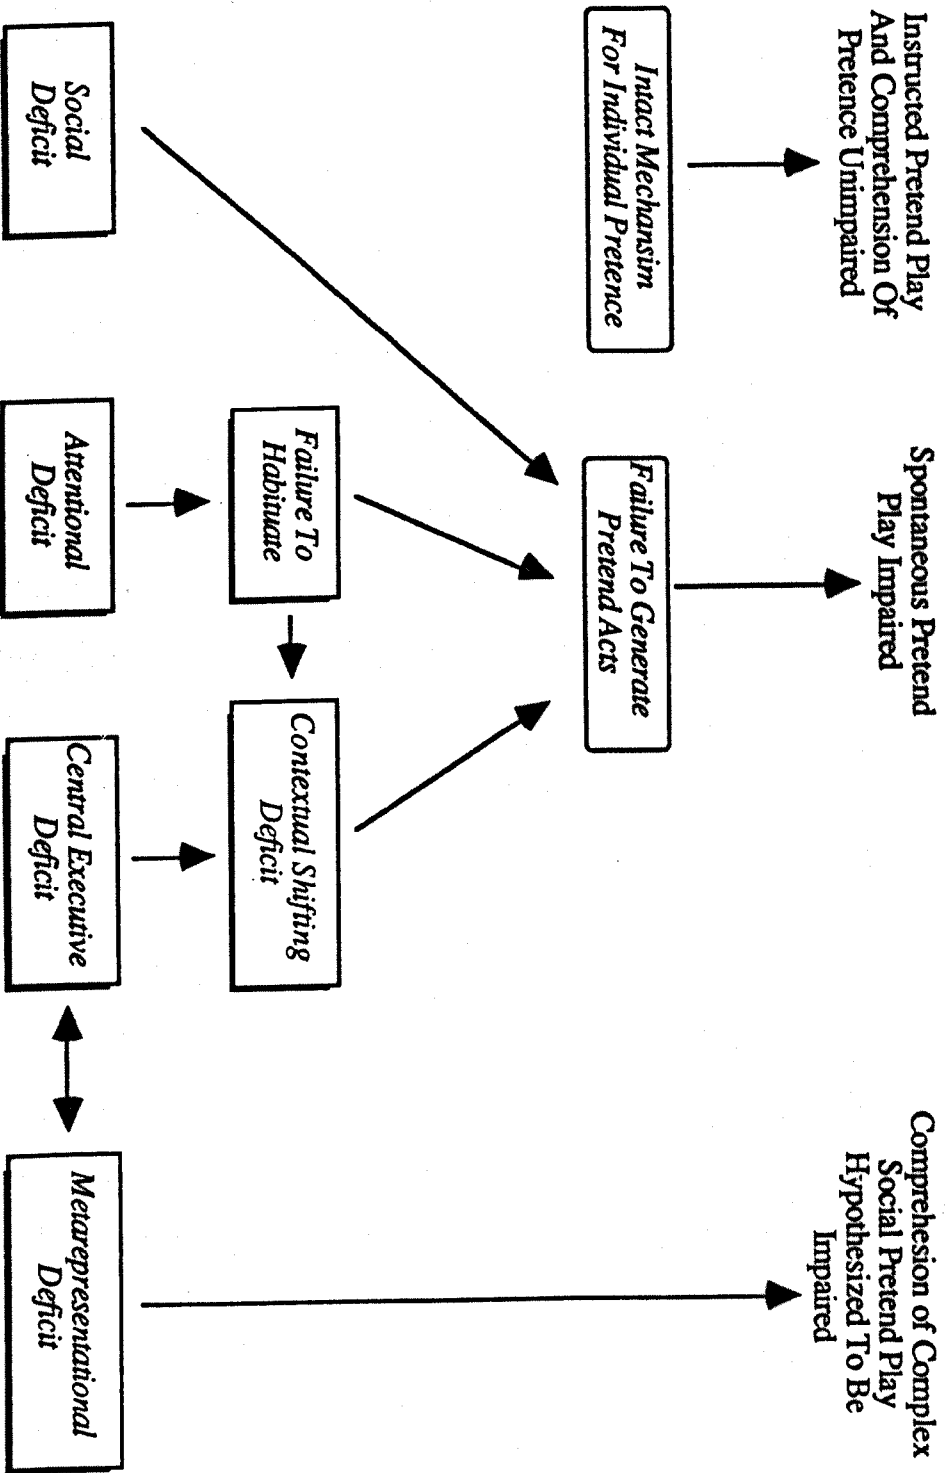 Instructed Pretend Play
And Comprehension Of
Pretence Unimpaired
Spontaneous Pretend
Play Impaired
Comprehesion of Complex
Social Pretend Play
Hypothesized To Be
Impaired
Intact Mechansim
For Individual Pretence
Failure To Generate
Pretend Acts
Failure To
Habituate
Contextual Shifting
Deficit
Social
Deficit
Attentional
Deficit
Central Executive
Deficit
Metarepresentational
Deficit